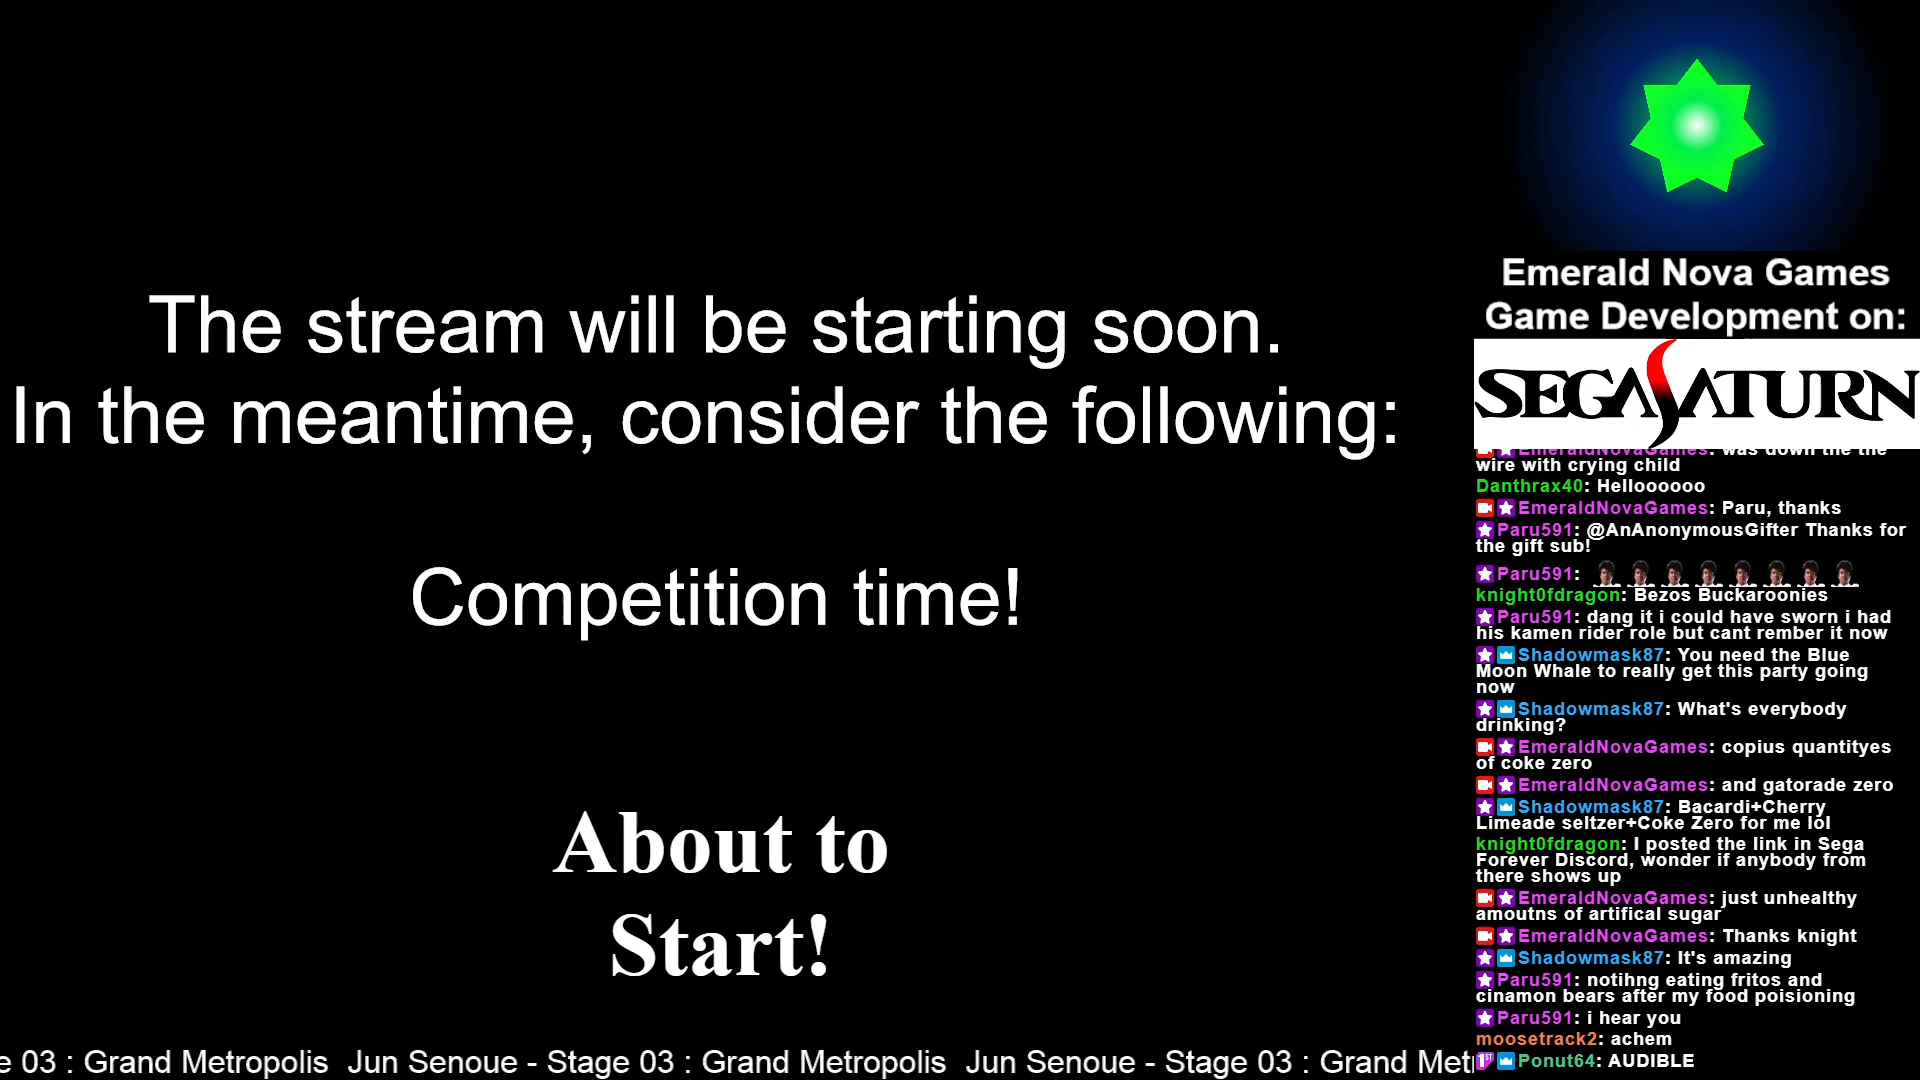 The stream will be starting soon.
In the meantime, consider the following:
Competition time!
About to
Start!
e 03 : Grand Metropolis  Jun Senoue - Stage 03 : Grand Metropolis  Jun Senoue - Stage 03 : Grand Met
Emerald Nova Games
Game Development on:
SEGA SATURN
EmeraldNovaGames: was down the the
wire with crying child
Danthrax40: Helloooooo
EmeraldNovaGames: Paru, thanks
Paru591: @AnAnonymousGifter Thanks for
the gift sub!
Paru591:
knight0fdragon: Bezos Buckaroonies
Paru591: dang it i could have sworn i had
his kamen rider role but cant rember it now
Shadowmask87: You need the Blue
Moon Whale to really get this party going
now
Shadowmask87: What's everybody
drinking?
EmeraldNovaGames: copius quantityes
of coke zero
EmeraldNovaGames: and gatorade zero
Shadowmask87: Bacardi+Cherry
Limeade seltzer+Coke Zero for me lol
knight0fdragon: I posted the link in Sega
Forever Discord, wonder if anybody from
there shows up
EmeraldNovaGames: just unhealthy
amoutns of artifical sugar
EmeraldNovaGames: Thanks knight
Shadowmask87: It's amazing
Paru591: notihng eating fritos and
cinamon bears after my food poisioning
Paru591: i hear you
moosetrack2: achem
1ST Ponut64: AUDIBLE